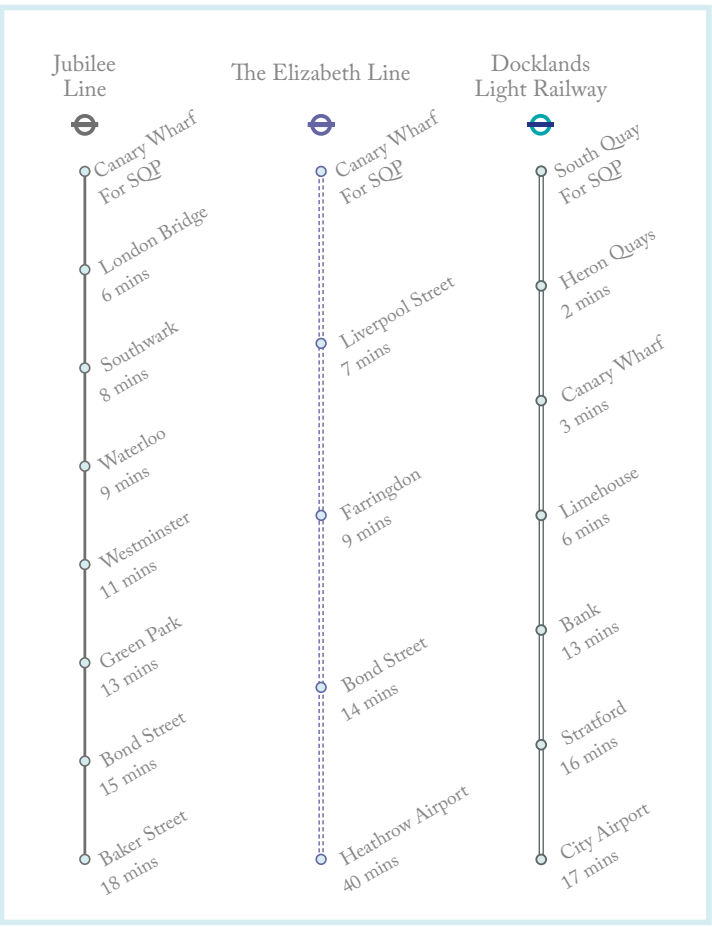 Jubilee
Line
Canary Wharf
For SQP
London Bridge
6 mins
Southwark
8 mins
Waterloo
9 mins
Westminster
11 mins
Green Park
13 mins
Bond Street
15 mins
Baker Street
18 mins
The Elizabeth Line
Canary Wharf
For SQP
Liverpool Street
7 mins
Farringdon
9 mins
Bond Street
14 mins
Heathrow Airport
40 mins
Docklands
Light Railway
South Quay
For SQP
Heron Quays
2 mins
Canary Wharf
3 mins
Limehouse
6 mins
Bank
13 mins
Stratford
16 mins
City Airport
17 mins